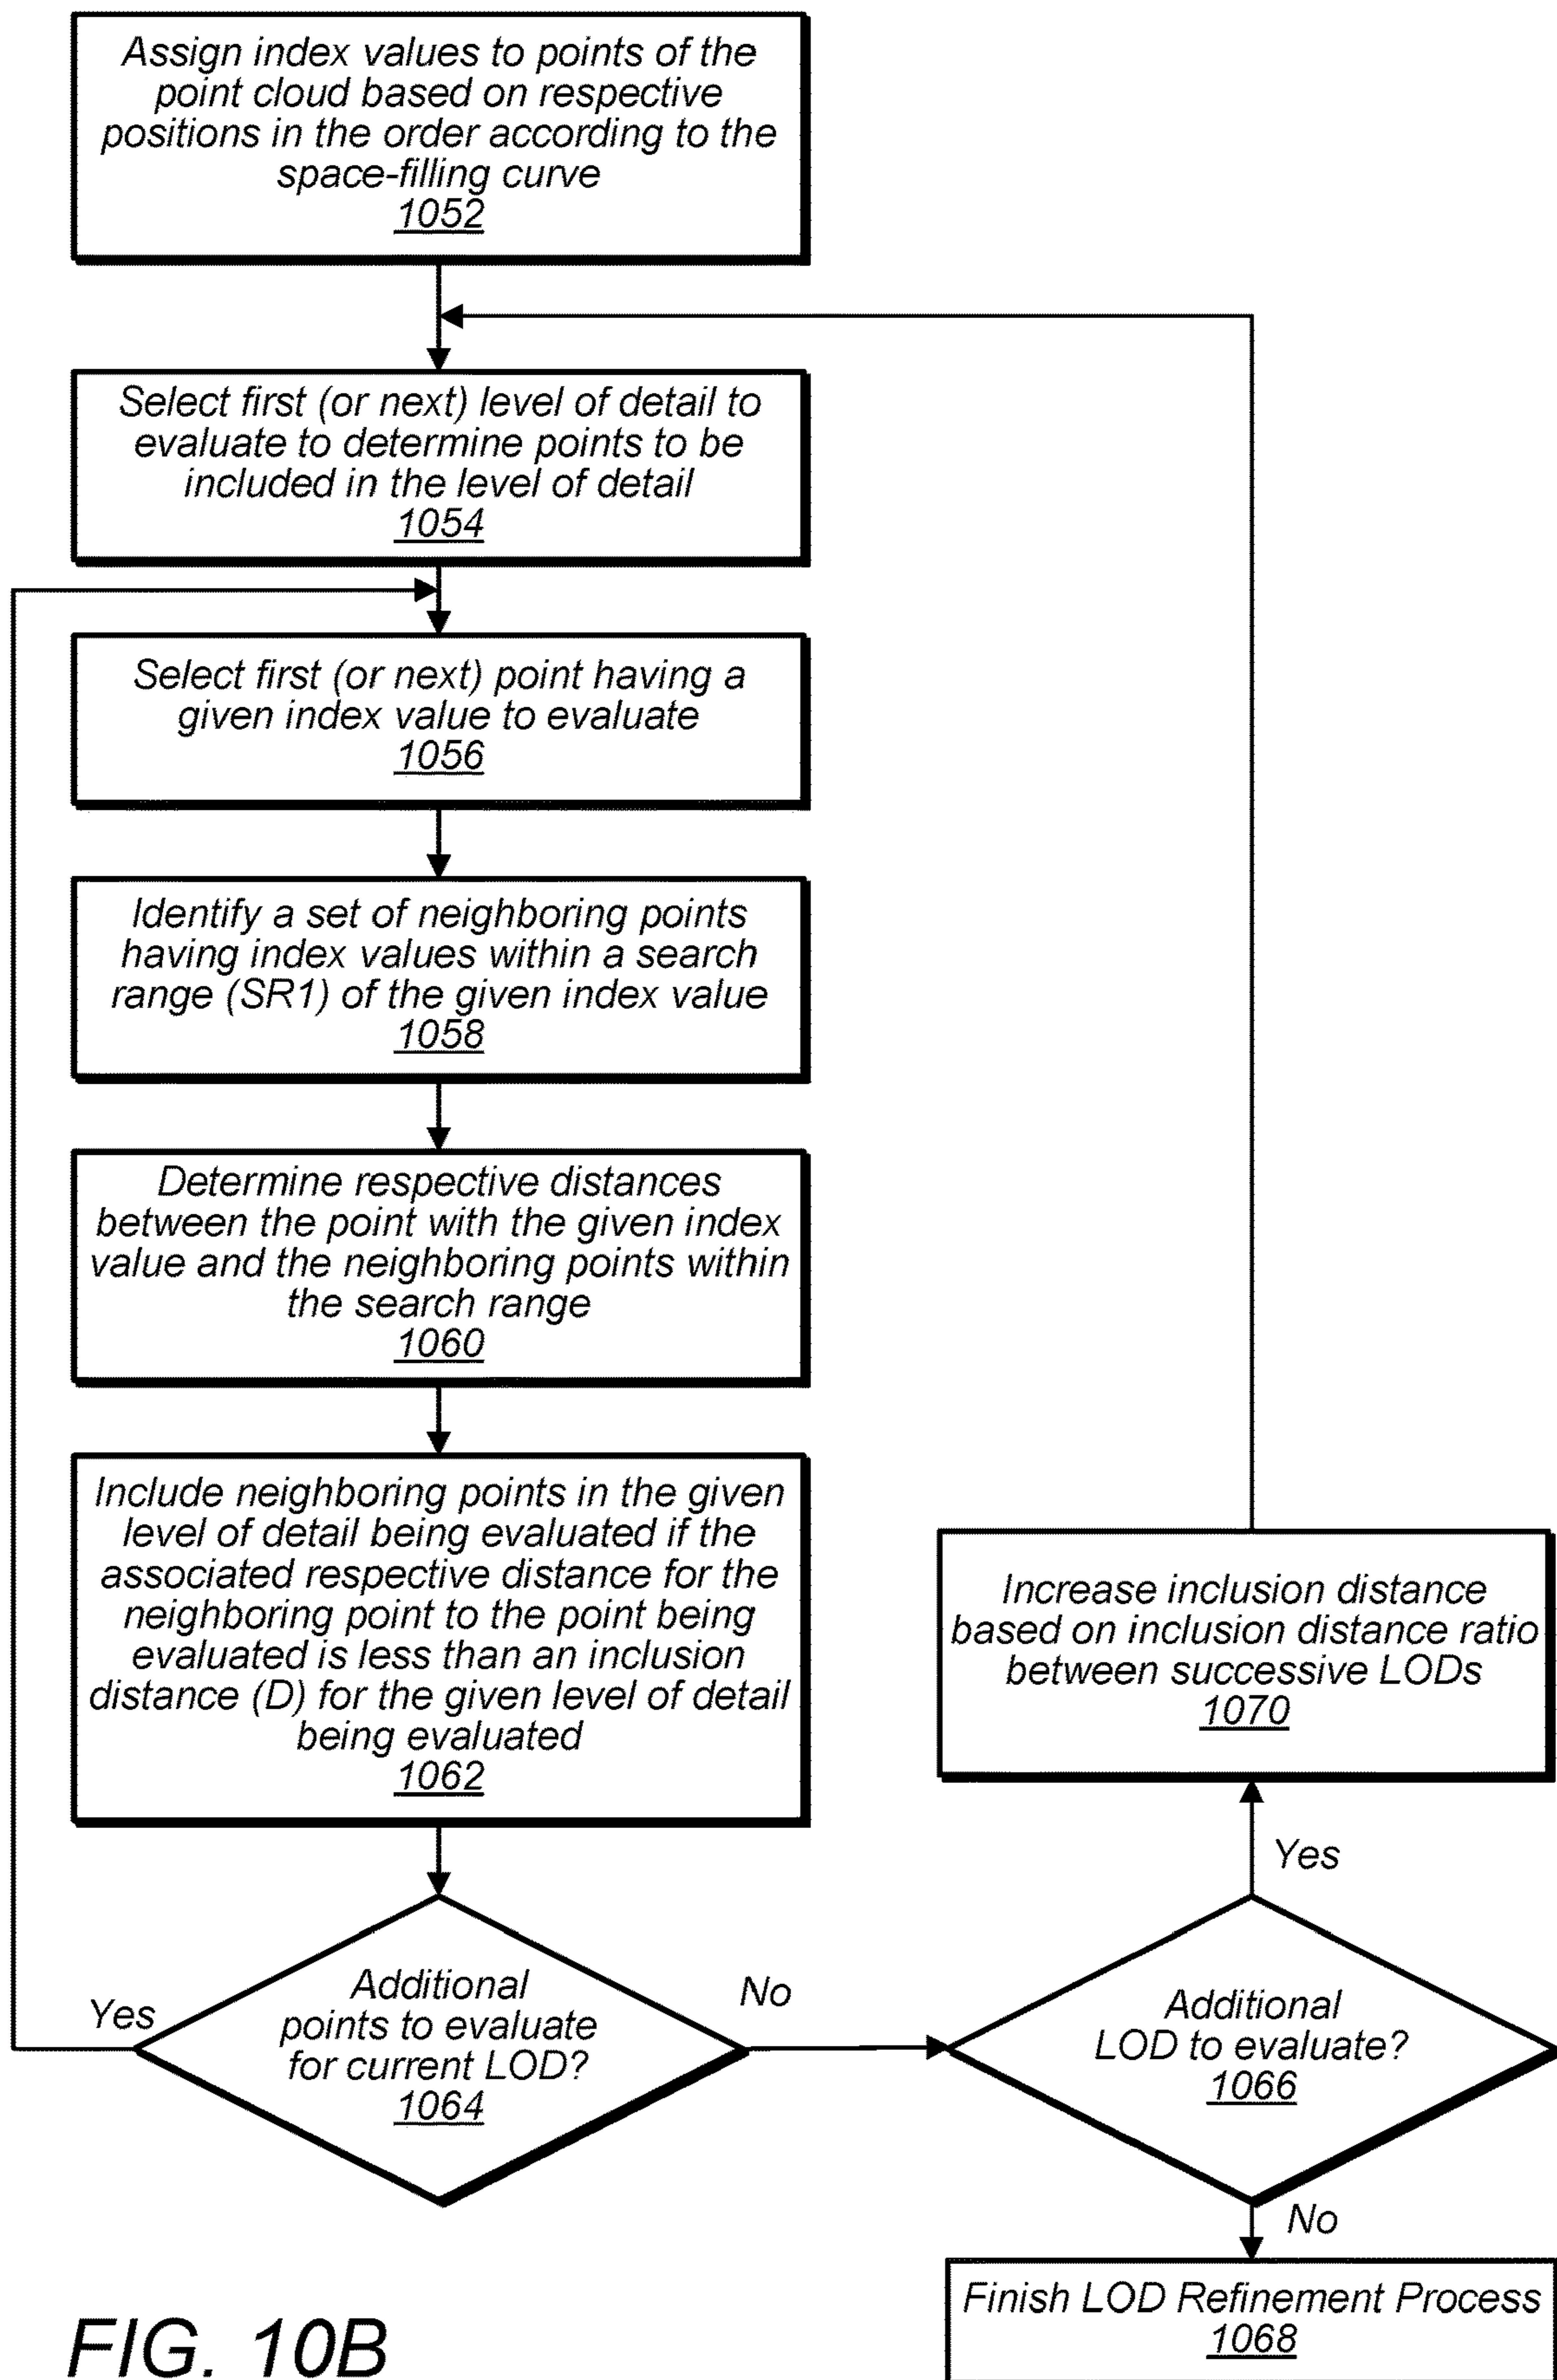 Assign index values to points of the
point cloud based on respective
positions in the order according to the
space-filling curve
1052
Select first (or next) level of detail to
evaluate to determine points to be
included in the level of detail
1054
Select first (or next) point having a
given index value to evaluate
1056
Identify a set of neighboring points
having index values within a search
range (SR1) of the given index value
1058
Determine respective distances
between the point with the given index
value and the neighboring points within
the search range
1060
Include neighboring points in the given
level of detail being evaluated if the
associated respective distance for the
neighboring point to the point being
evaluated is less than an inclusion
distance (D) for the given level of detail
being evaluated
1062
Increase inclusion distance
based on inclusion distance ratio
between successive LODs
1070
Yes
Additional
points to evaluate
for current LOD?
1064
Yes
No
Additional
LOD to evaluate?
1066
No
Finish LOD Refinement Process
1068
FIG. 10B